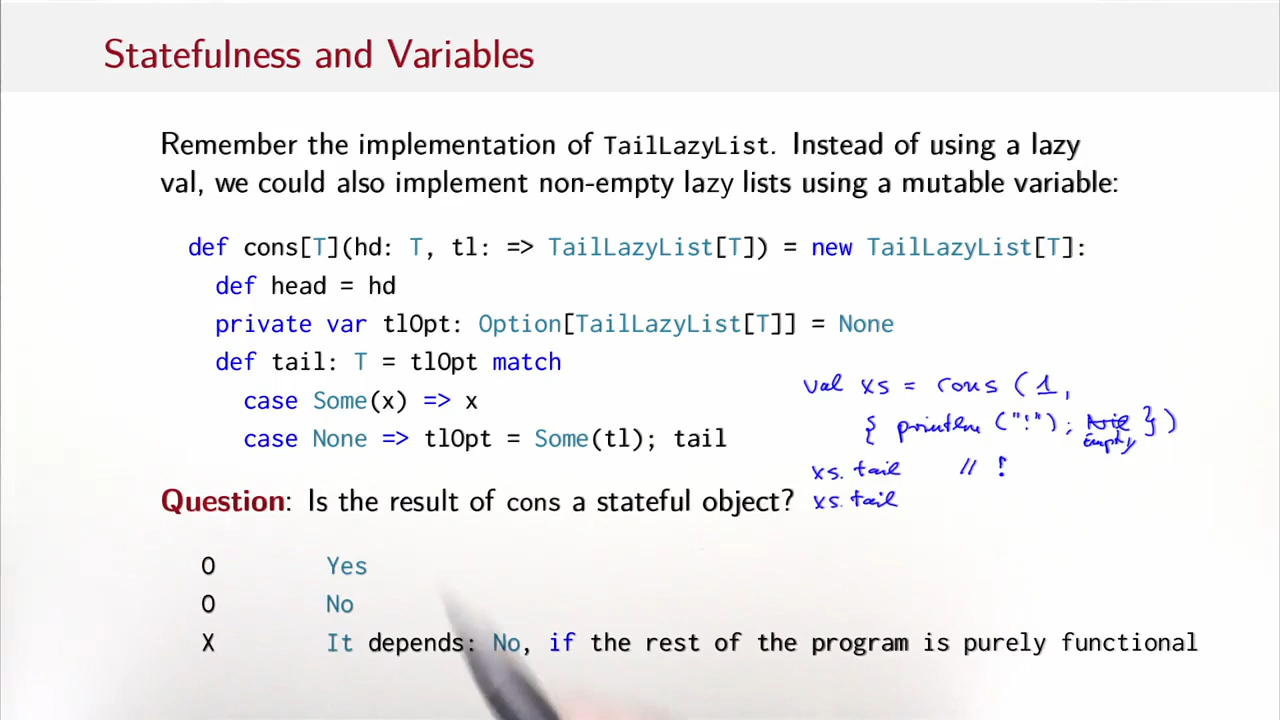 Statefulness and Variables
Remember the implementation of TailLazyList. Instead of using a lazy
val, we could also implement non-empty lazy lists using a mutable variable:
def cons[T](hd: T, tl: => TailLazyList[T]) = new TailLazyList[T]:
def head = hd
private var tlOpt: Option[TailLazyList[T]] = None
def tail: T = tlOpt match
case Some(x) => x
case None => tlOpt = Some(tl); tail
val xs = cons (1,
{ println ("!"); Nil Empty })
xs. tail // !
xs. tail
Question: Is the result of cons a stateful object?
O Yes
O No
X It depends: No, if the rest of the program is purely functional